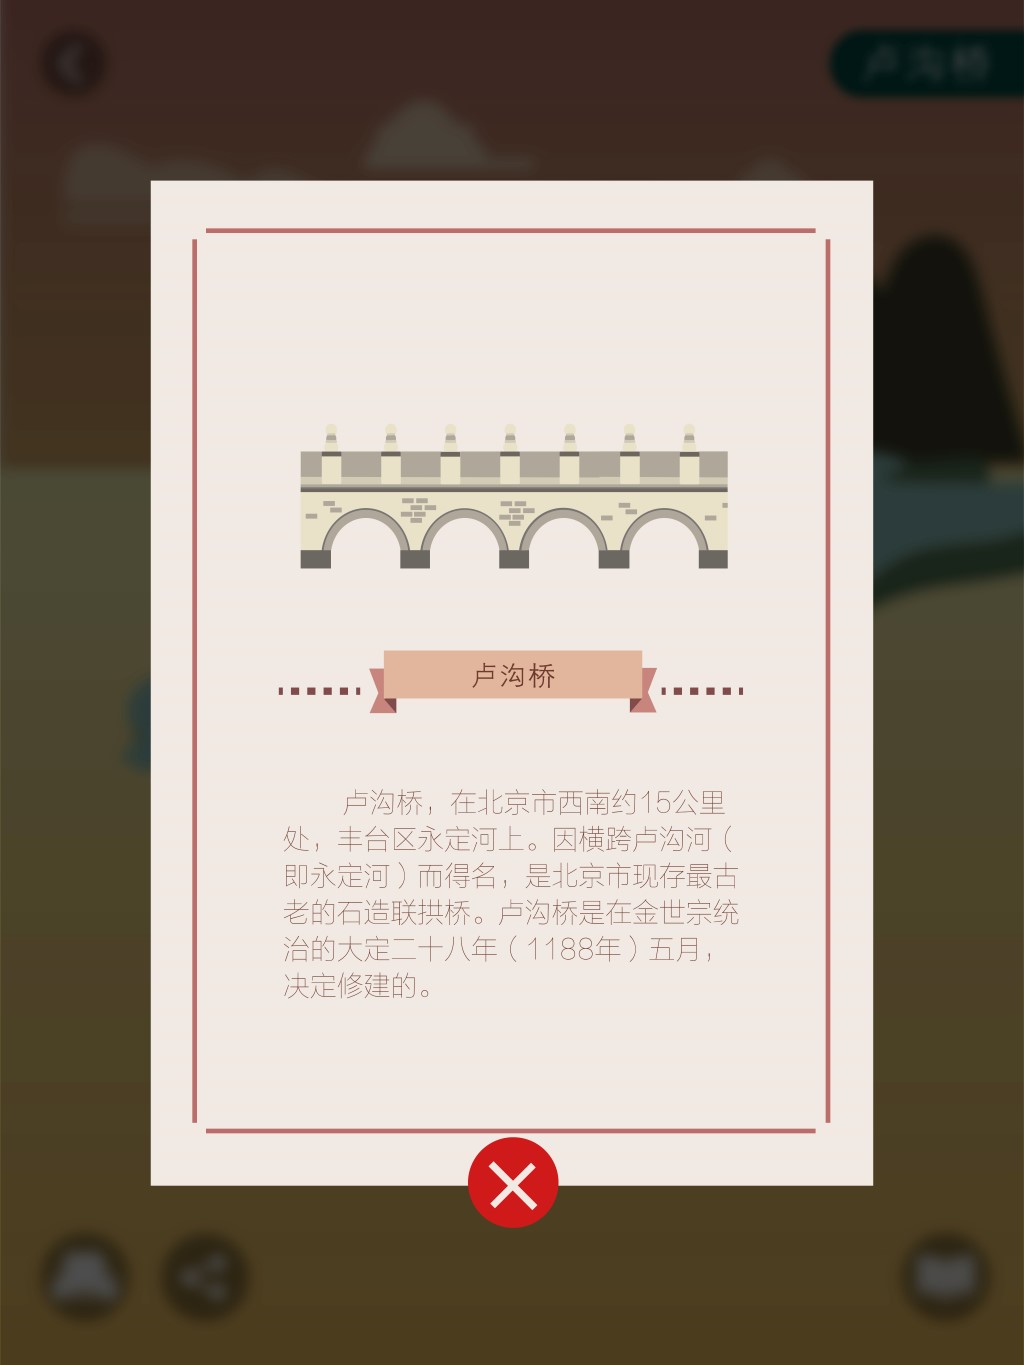 卢沟桥
卢沟桥
卢沟桥，在北京市西南约15公里
处，丰台区永定河上。因横跨卢沟河（
即永定河）而得名，是北京市现存最古
老的石造联拱桥。卢沟桥是在金世宗统
治的大定二十八年（1188年）五月，
决定修建的。